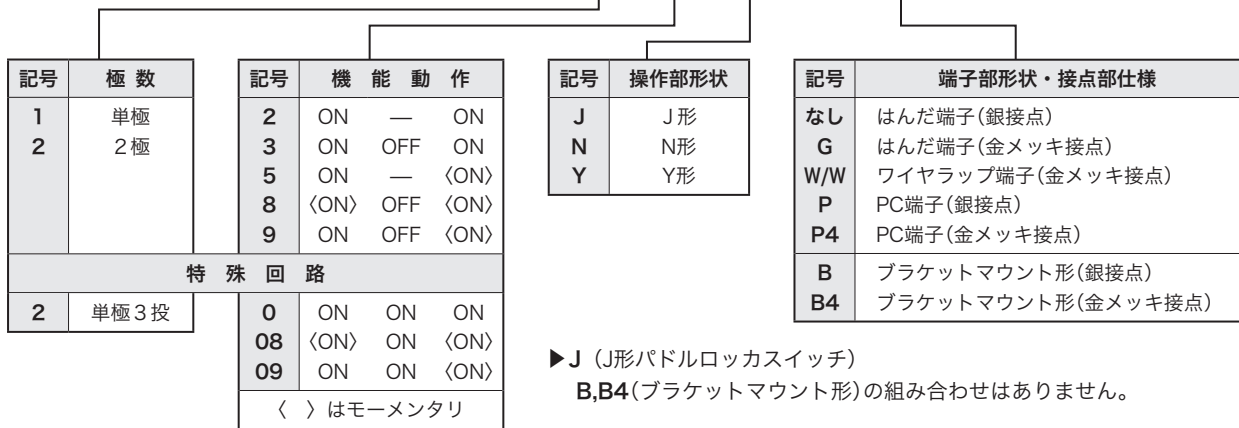 記号 極数
1 単極
2 2極
特殊回路
2 単極3投
記号 機能動作
2 ON — ON
3 ON OFF ON
5 ON — 〈ON〉
8 〈ON〉 OFF 〈ON〉
9 ON OFF 〈ON〉
0 ON ON ON
08 〈ON〉 ON 〈ON〉
09 ON ON 〈ON〉
〈 〉はモーメンタリ
記号 操作部形状
J J形
N N形
Y Y形
記号 端子部形状・接点部仕様
なし はんだ端子(銀接点)
G はんだ端子(金メッキ接点)
W/W ワイヤラップ端子(金メッキ接点)
P PC端子(銀接点)
P4 PC端子(金メッキ接点)
B ブラケットマウント形(銀接点)
B4 ブラケットマウント形(金メッキ接点)
▶J(J形パドルロッカスイッチ)
B,B4(ブラケットマウント形)の組み合わせはありません。